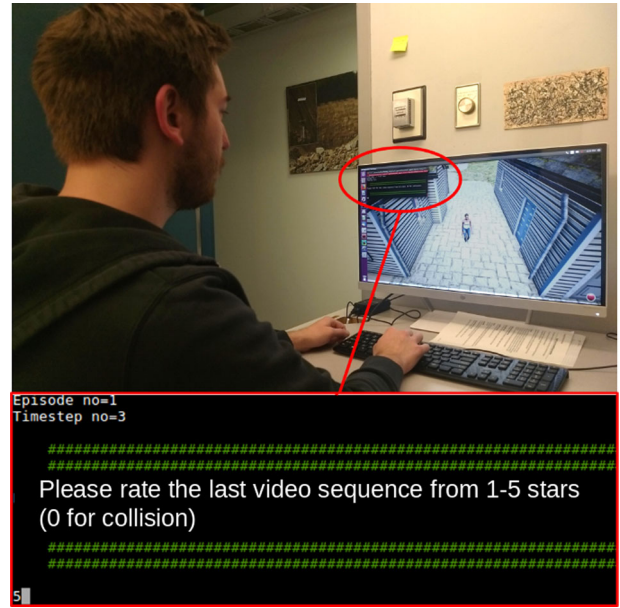 Episode no=1
Timestep no=3
################################################################
################################################################
Please rate the last video sequence from 1-5 stars
(0 for collision)
################################################################
################################################################
5